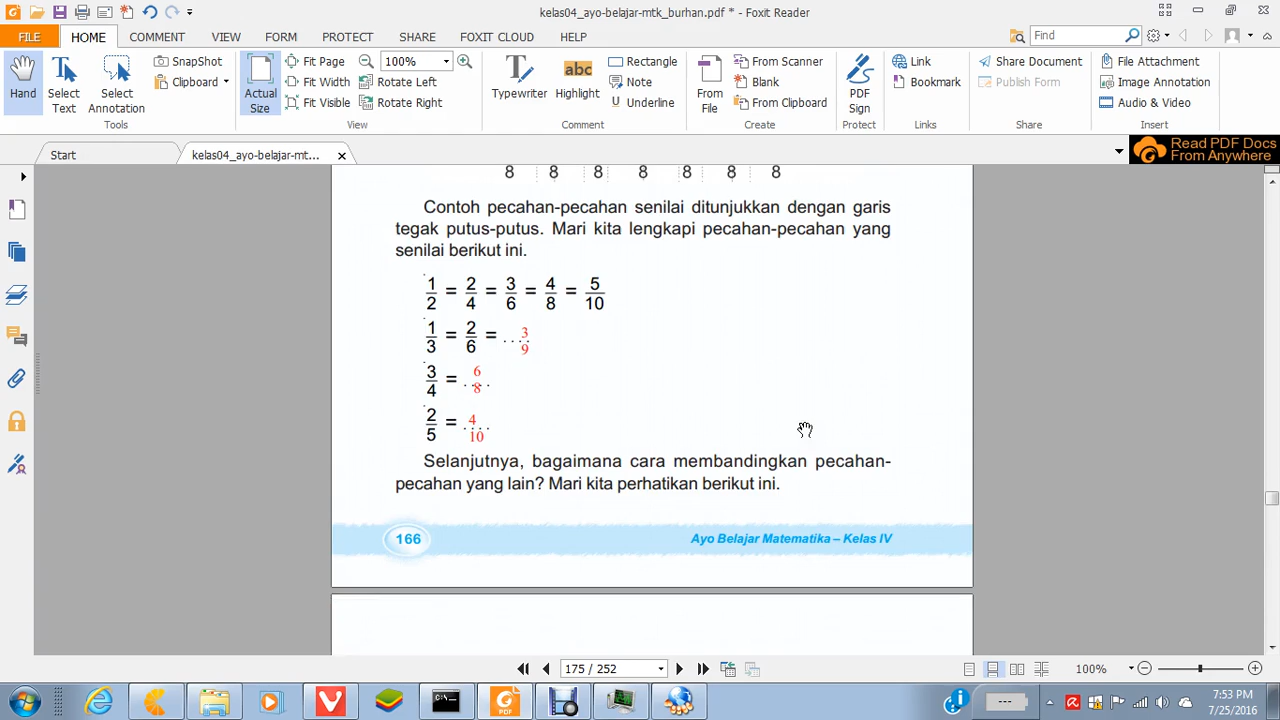 kelas04_ayo-belajar-mtk_burhan.pdf * - Foxit Reader
FILE HOME COMMENT VIEW FORM PROTECT SHARE FOXIT CLOUD HELP Find
Hand Select Text Select Annotation SnapShot Clipboard Tools
Actual Size Fit Page Fit Width Fit Visible 100% Rotate Left Rotate Right View
Typewriter Highlight Rectangle Note Underline Comment
From File From Scanner Blank From Clipboard Create
PDF Sign Protect
Link Bookmark Links
Share Document Publish Form Share
File Attachment Image Annotation Audio & Video Insert
Start kelas04_ayo-belajar-mt...
Read PDF Docs
From Anywhere
8 8 8 8 8 8 8
Contoh pecahan-pecahan senilai ditunjukkan dengan garis
tegak putus-putus. Mari kita lengkapi pecahan-pecahan yang
senilai berikut ini.
1/2 = 2/4 = 3/6 = 4/8 = 5/10
1/3 = 2/6 = .... 3/9
3/4 = .... 6/8
2/5 = .... 4/10
Selanjutnya, bagaimana cara membandingkan pecahan-
pecahan yang lain? Mari kita perhatikan berikut ini.
166 Ayo Belajar Matematika – Kelas IV
175 / 252 100%
7:53 PM
7/25/2016